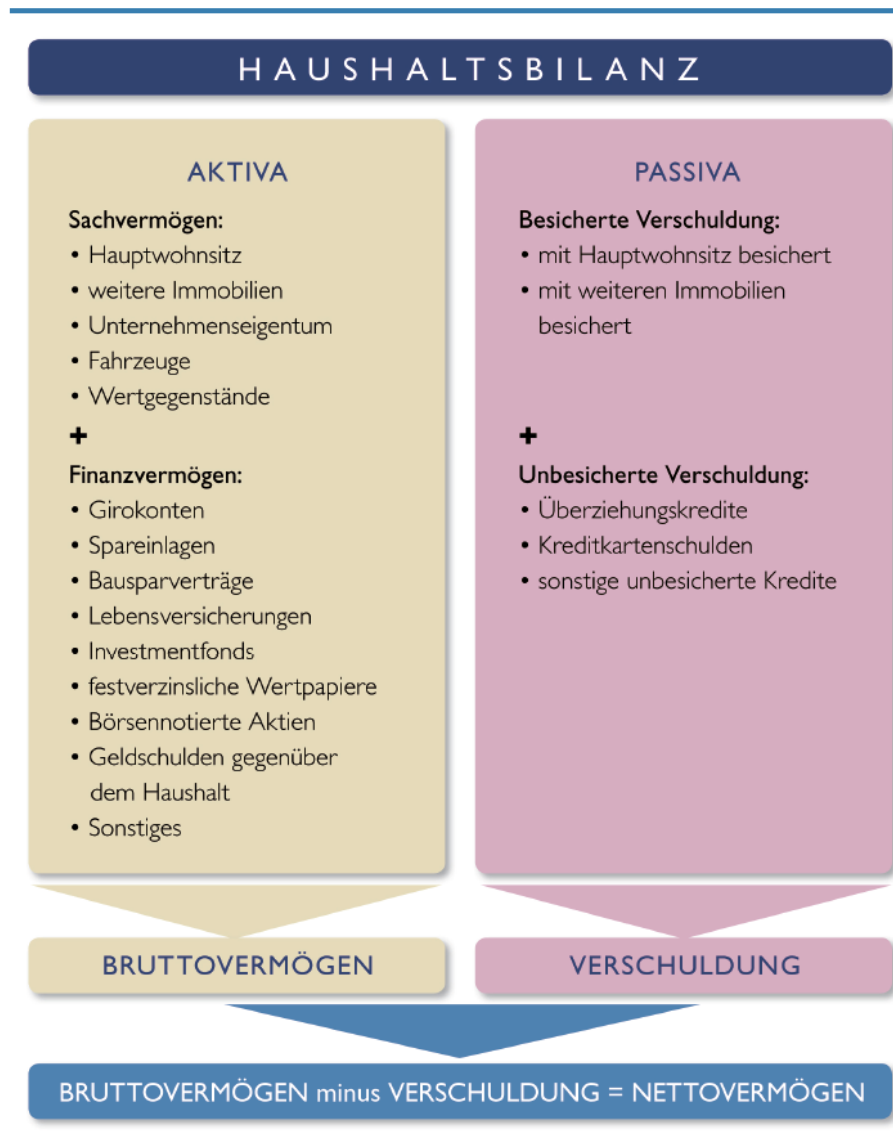 HAUSHALTSBILANZ
AKTIVA
Sachvermögen:
• Hauptwohnsitz
• weitere Immobilien
• Unternehmenseigentum
• Fahrzeuge
• Wertgegenstände
+
Finanzvermögen:
• Girokonten
• Spareinlagen
• Bausparverträge
• Lebensversicherungen
• Investmentfonds
• festverzinsliche Wertpapiere
• Börsennotierte Aktien
• Geldschulden gegenüber
dem Haushalt
• Sonstiges
BRUTTOVERMÖGEN
PASSIVA
Besicherte Verschuldung:
• mit Hauptwohnsitz besichert
• mit weiteren Immobilien
besichert
+
Unbesicherte Verschuldung:
• Überziehungskredite
• Kreditkartenschulden
• sonstige unbesicherte Kredite
VERSCHULDUNG
BRUTTOVERMÖGEN minus VERSCHULDUNG = NETTOVERMÖGEN